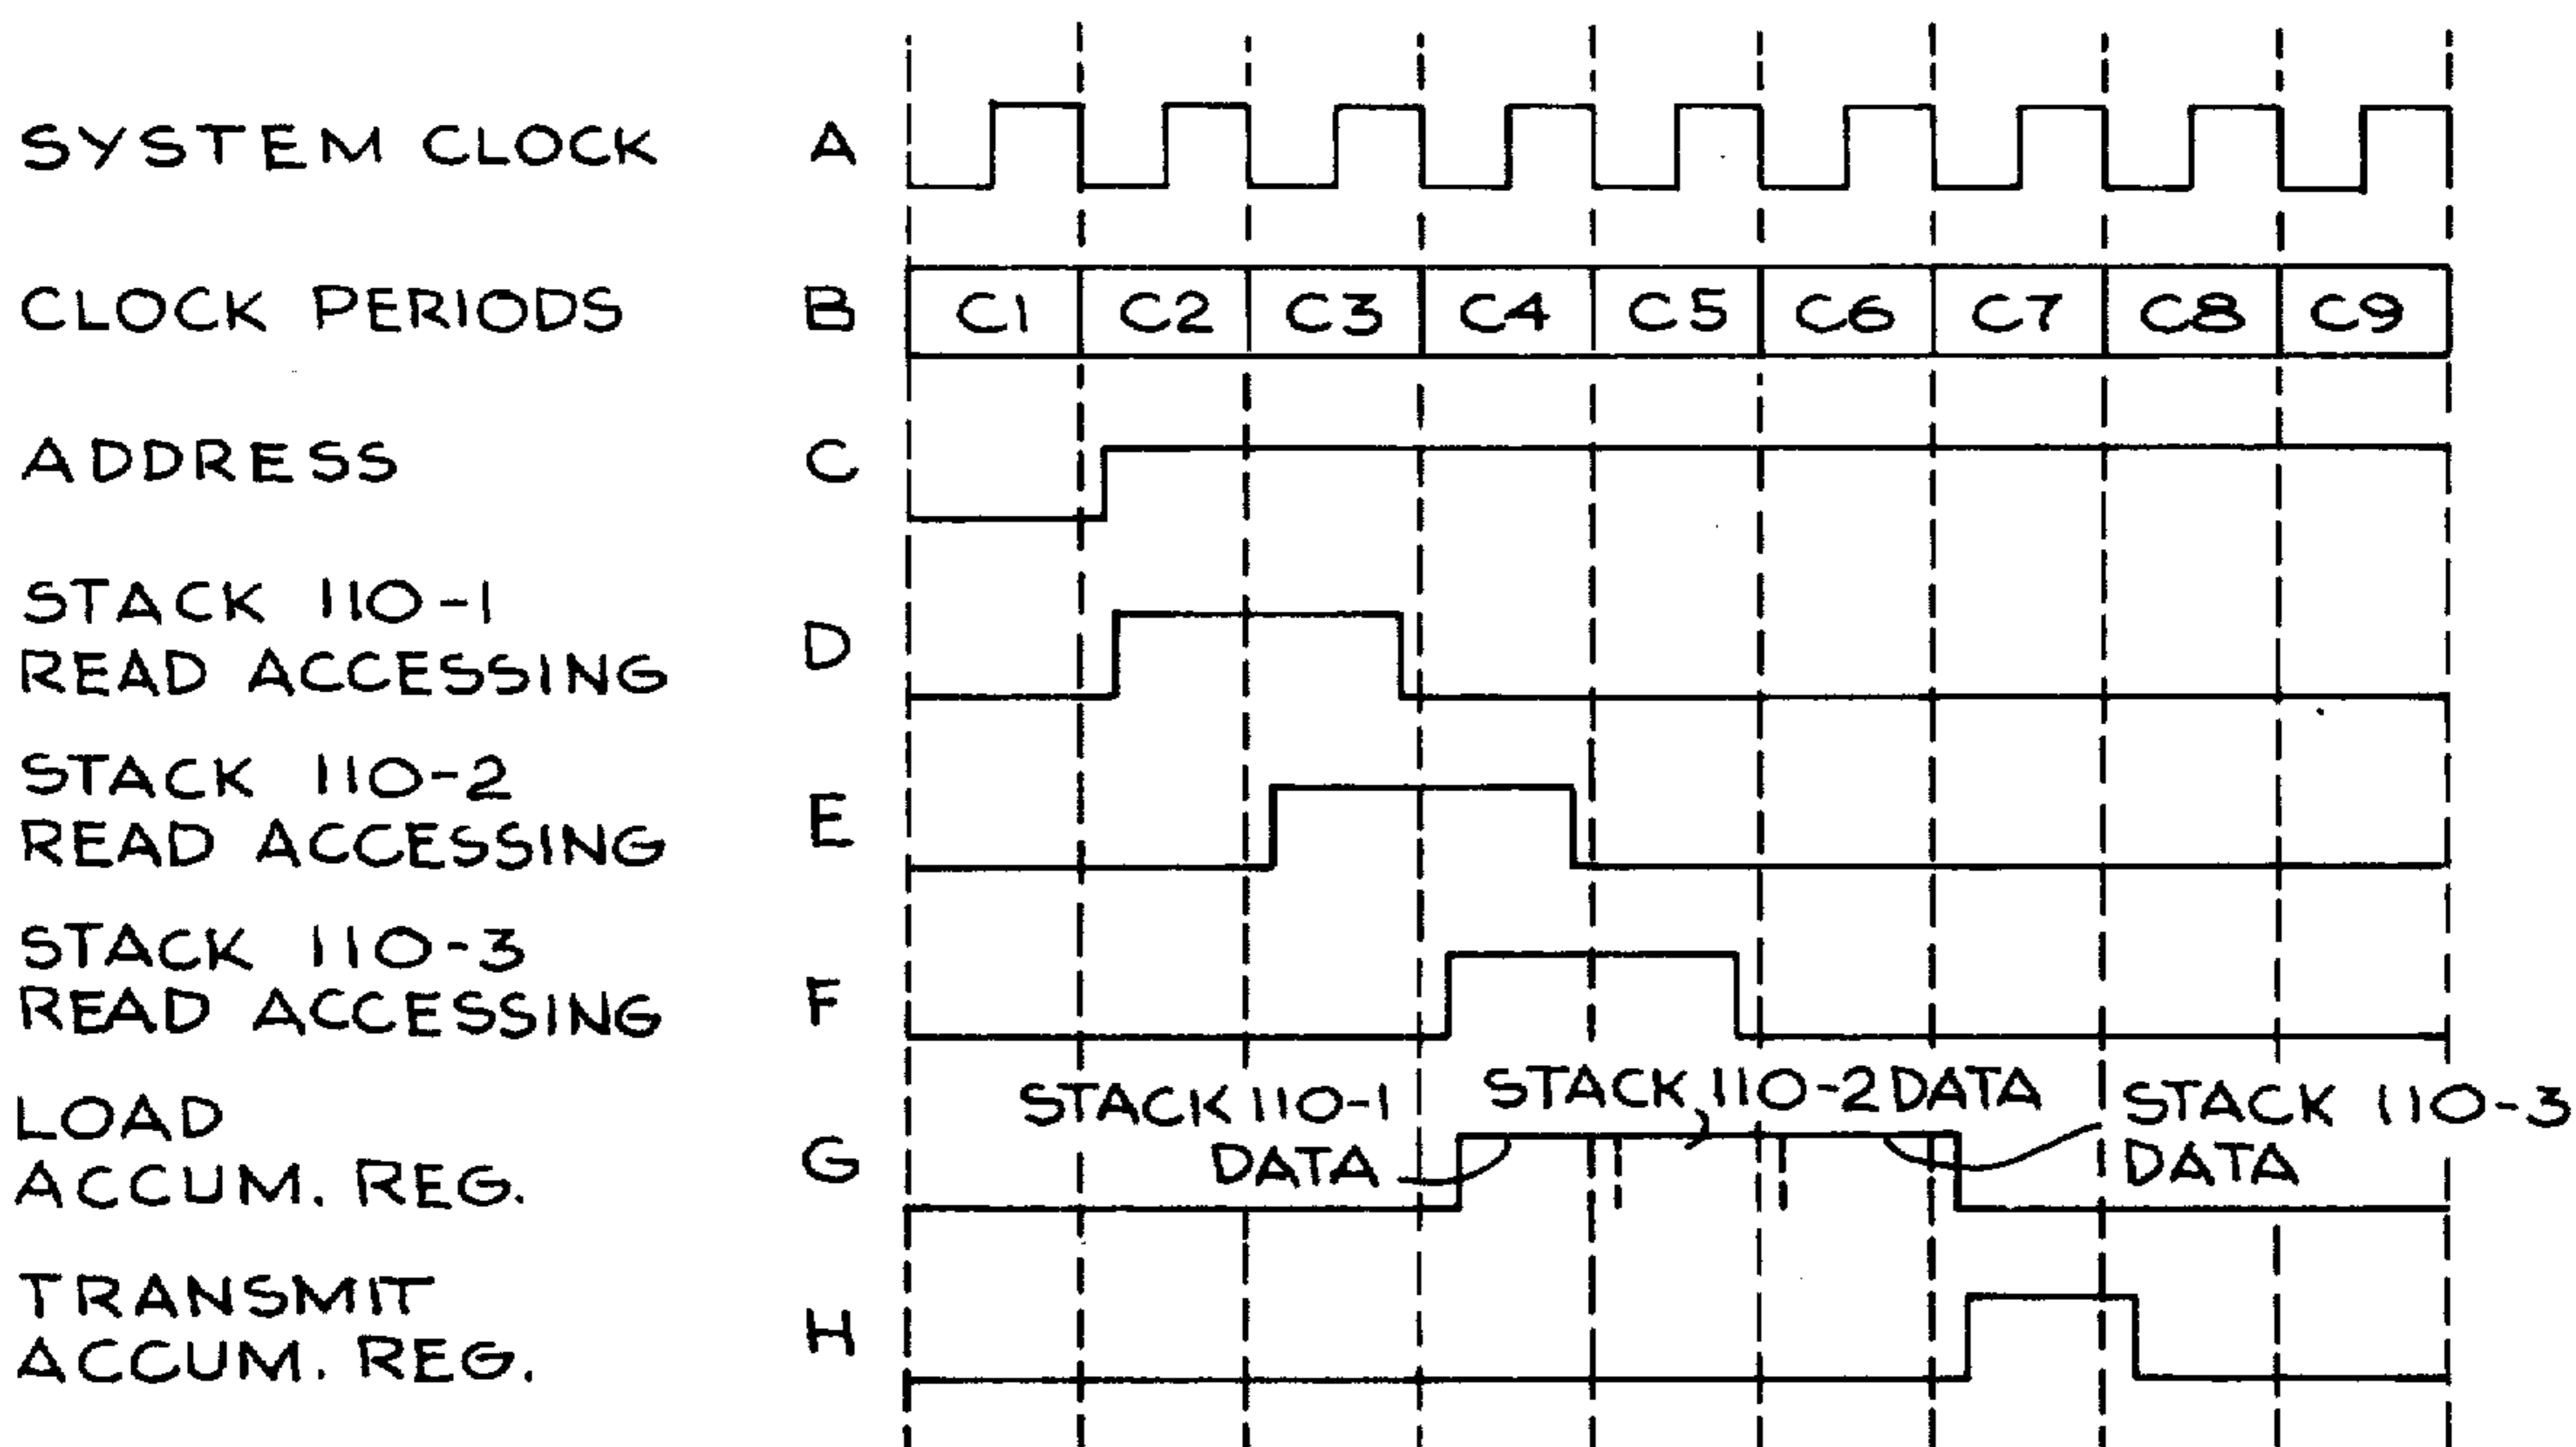 SYSTEM CLOCK A
CLOCK PERIODS B C1 C2 C3 C4 C5 C6 C7 C8 C9
ADDRESS C
STACK 110-1
READ ACCESSING D
STACK 110-2
READ ACCESSING E
STACK 110-3
READ ACCESSING F
LOAD
ACCUM. REG. G
STACK 110-1
DATA
STACK 110-2 DATA
STACK 110-3
DATA
TRANSMIT
ACCUM. REG. H